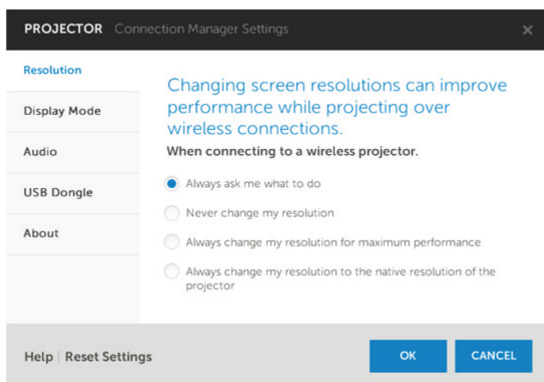 PROJECTOR Connection Manager Settings
Resolution
Display Mode
Audio
USB Dongle
About
Changing screen resolutions can improve
performance while projecting over
wireless connections.
When connecting to a wireless projector.
Always ask me what to do
Never change my resolution
Always change my resolution for maximum performance
Always change my resolution to the native resolution of the
projector
Help | Reset Settings
OK
CANCEL